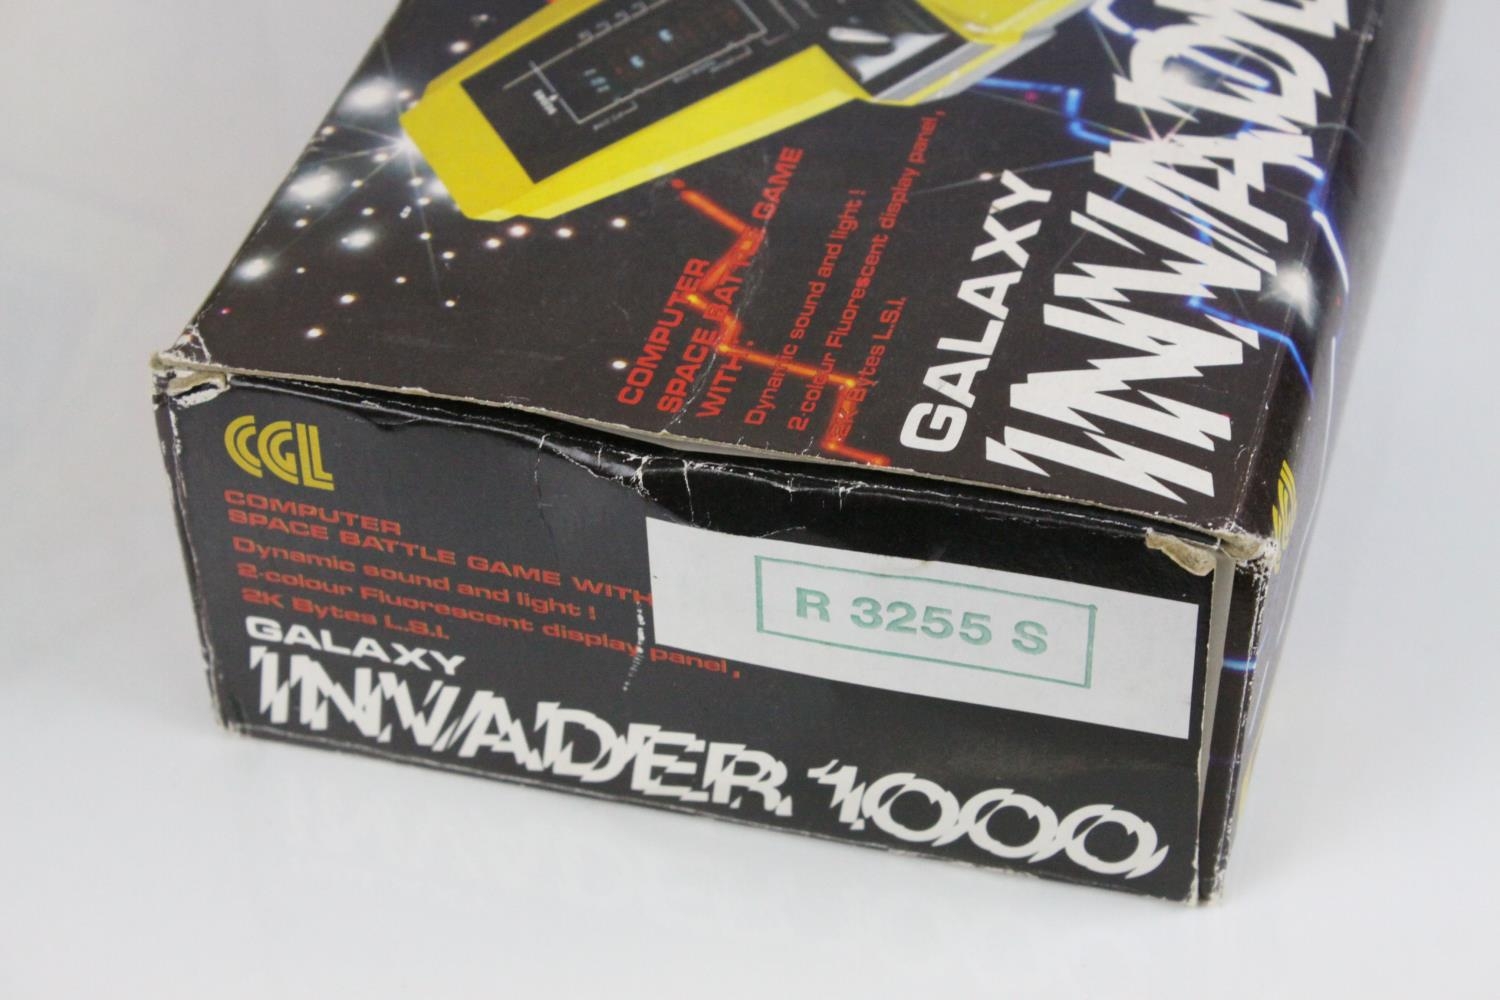 COMPUTER
SPACE BATTLE GAME
WITH:
Dynamic sound and light!
2-colour Fluorescent display panel,
2K Bytes L.S.I.
GALAXY
CGL
COMPUTER
SPACE BATTLE GAME WITH
Dynamic sound and light!
2-colour Fluorescent display panel,
2K Bytes L.S.I.
GALAXY
INVADER 1000
R 3255 S
CGL